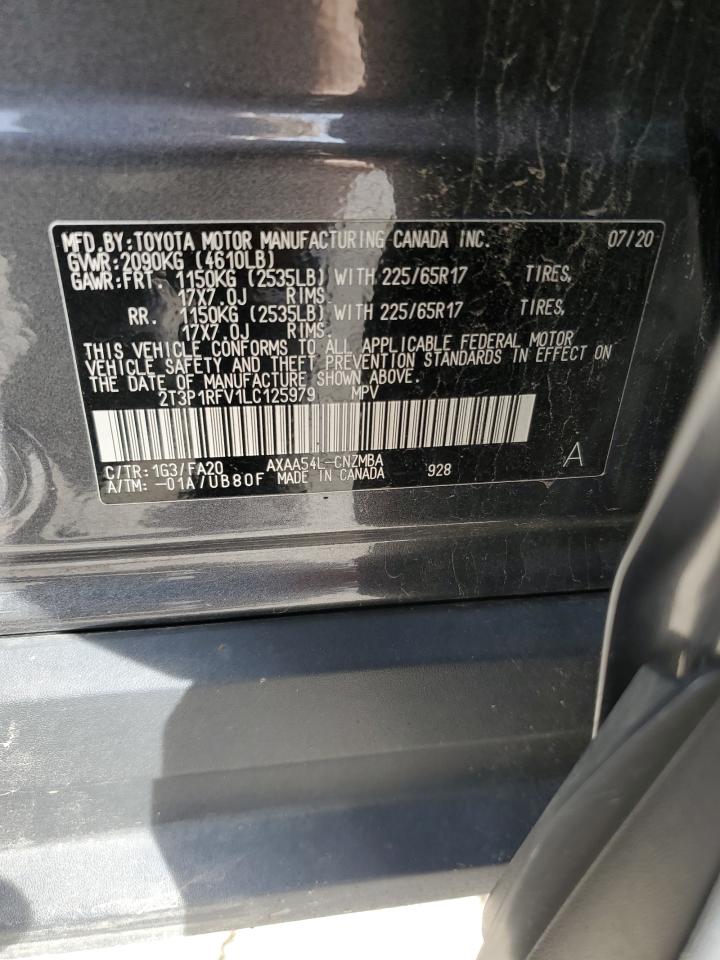 MFD.BY:TOYOTA MOTOR MANUFACTURING CANADA INC. 07/20
GVWR:2090KG (4610LB)
GAWR:FRT. 1150KG (2535LB) WITH 225/65R17 TIRES,
17X7.0J RIMS.
RR. 1150KG (2535LB) WITH 225/65R17 TIRES,
17X7.0J RIMS.
THIS VEHICLE CONFORMS TO ALL APPLICABLE FEDERAL MOTOR
VEHICLE SAFETY AND THEFT PREVENTION STANDARDS IN EFFECT ON
THE DATE OF MANUFACTURE SHOWN ABOVE.
2T3P1RFV1LC125979 MPV
C/TR: 1G3/FA20 AXAA54L-CNZMBA 928 A
A/TM: -01A/UB80F MADE IN CANADA